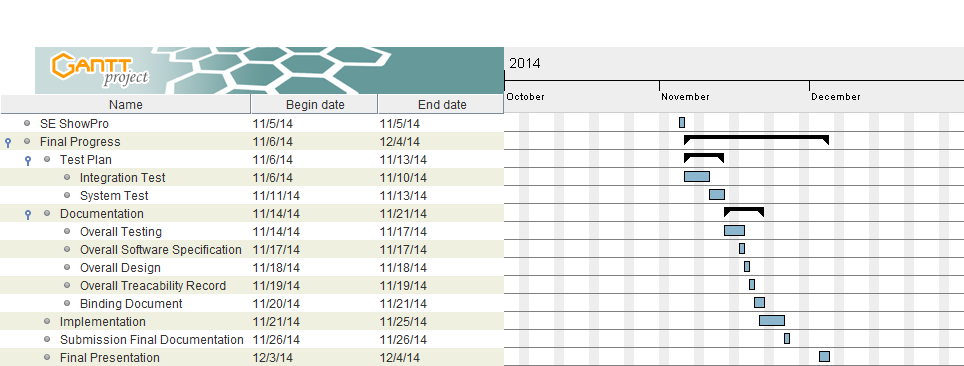 GANTT
project
2014
October November December
Name Begin date End date
SE ShowPro 11/5/14 11/5/14
Final Progress 11/6/14 12/4/14
Test Plan 11/6/14 11/13/14
Integration Test 11/6/14 11/10/14
System Test 11/11/14 11/13/14
Documentation 11/14/14 11/21/14
Overall Testing 11/14/14 11/17/14
Overall Software Specification 11/17/14 11/17/14
Overall Design 11/18/14 11/18/14
Overall Treacability Record 11/19/14 11/19/14
Binding Document 11/20/14 11/21/14
Implementation 11/21/14 11/25/14
Submission Final Documentation 11/26/14 11/26/14
Final Presentation 12/3/14 12/4/14